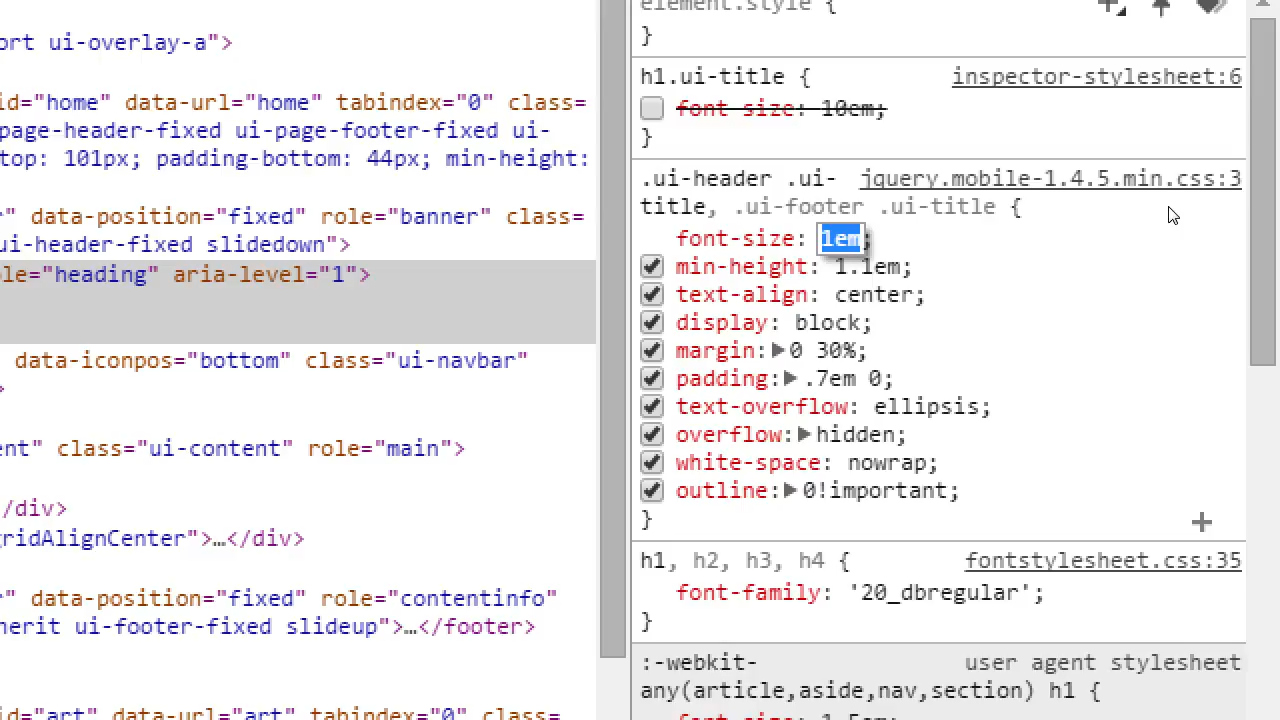 ort ui-overlay-a">
id="home" data-url="home" tabindex="0" class=
page-header-fixed ui-page-footer-fixed ui-
top: 101px; padding-bottom: 44px; min-height:
" data-position="fixed" role="banner" class=
ui-header-fixed slidedown">
ole="heading" aria-level="1">
data-iconpos="bottom" class="ui-navbar"
>
ent" class="ui-content" role="main">
/div>
gridAlignCenter">…</div>
" data-position="fixed" role="contentinfo"
nherit ui-footer-fixed slideup">…</footer>
id="art" data-url="art" tabindex="0" class=
element.style {
}
h1.ui-title {
inspector-stylesheet:6
font-size: 10em;
}
.ui-header .ui-
jquery.mobile-1.4.5.min.css:3
title, .ui-footer .ui-title {
font-size: 1em;
min-height: 1.1em;
text-align: center;
display: block;
margin: 0 30%;
padding: .7em 0;
text-overflow: ellipsis;
overflow: hidden;
white-space: nowrap;
outline: 0!important;
}
h1, h2, h3, h4 {
fontstylesheet.css:35
font-family: '20_dbregular';
}
:-webkit-
user agent stylesheet
any(article,aside,nav,section) h1 {
font-size: 1.5em;